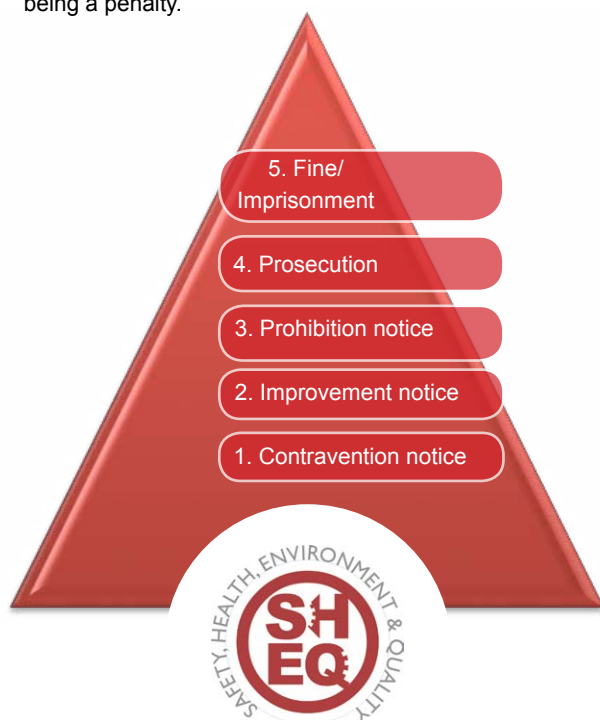 being a penalty.
5. Fine/
Imprisonment
4. Prosecution
3. Prohibition notice
2. Improvement notice
1. Contravention notice
SAFETY, HEALTH, ENVIRONMENT & QUALITY
SH
EQ